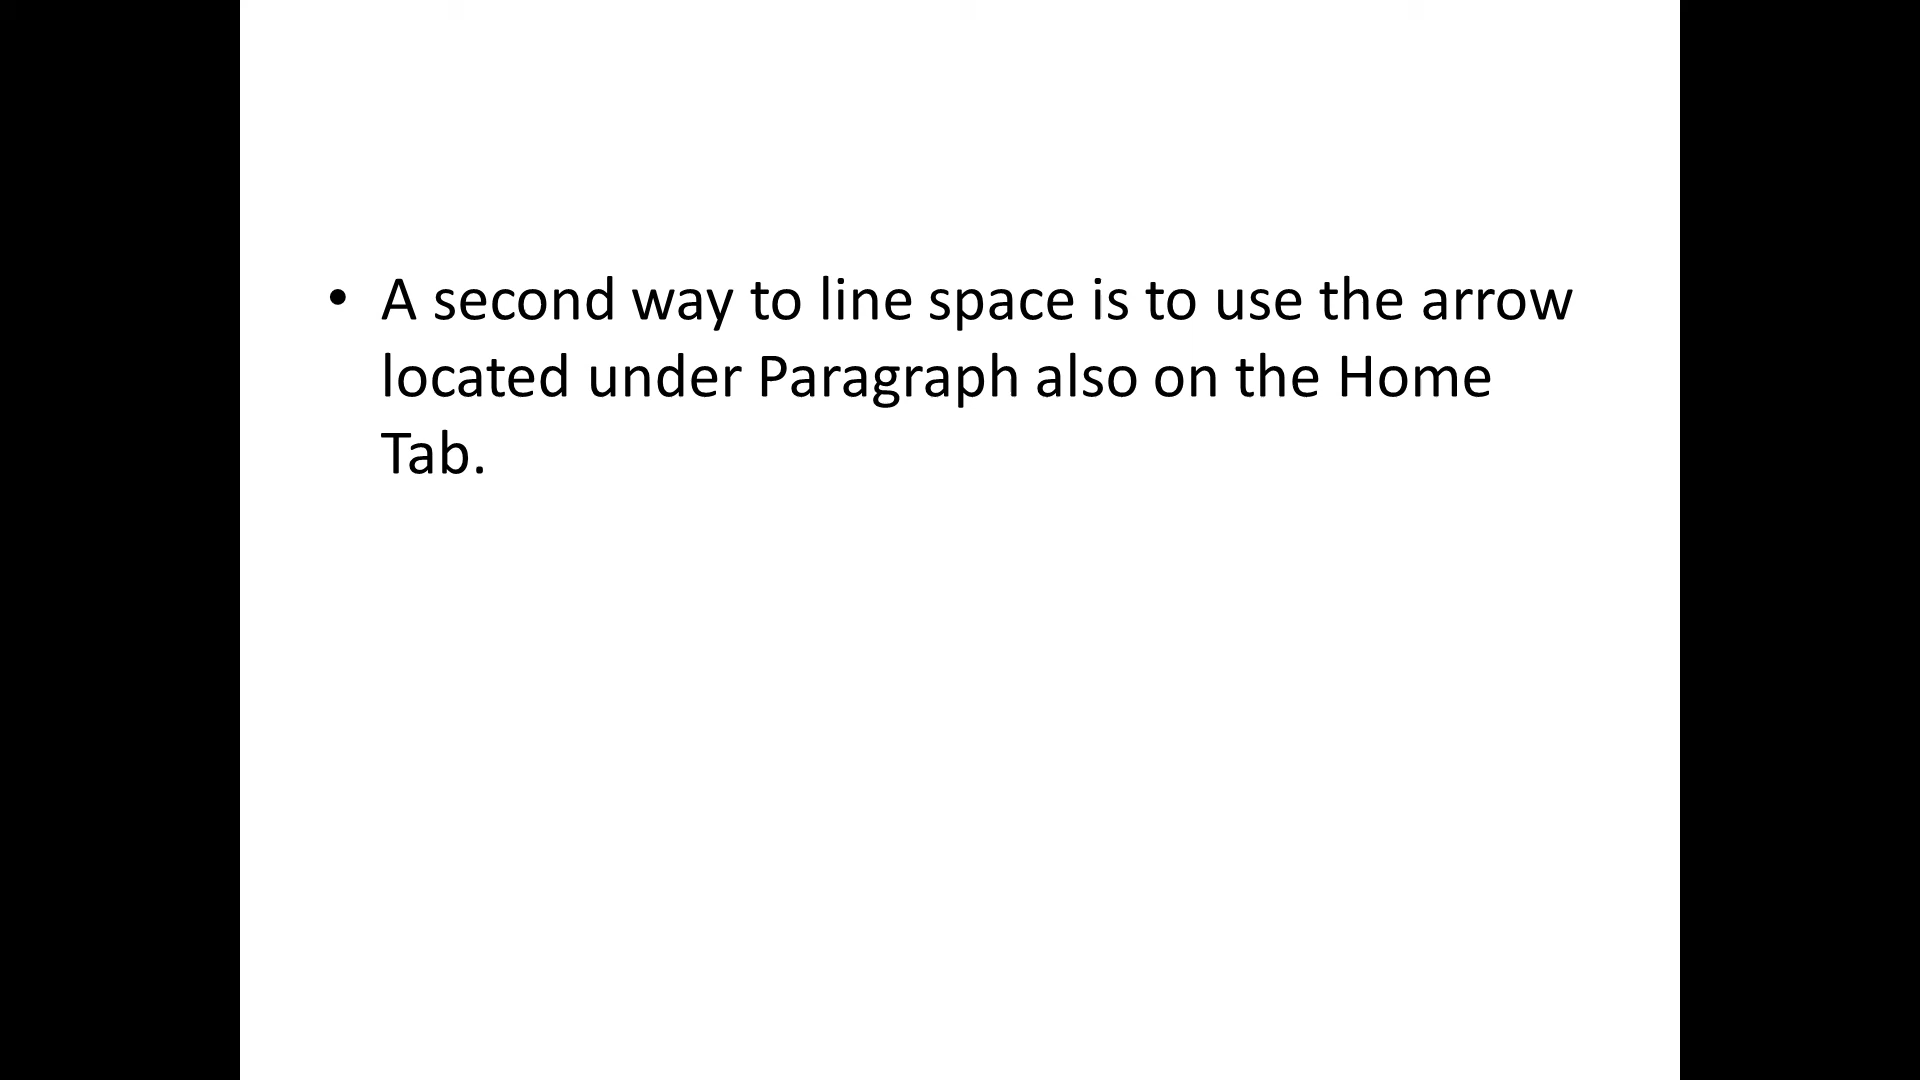 • A second way to line space is to use the arrow
located under Paragraph also on the Home
Tab.